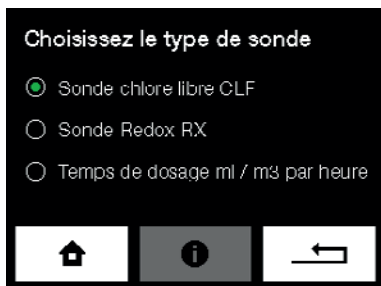 Choisissez le type de sonde
Sonde chlore libre CLF
Sonde Redox RX
Temps de dosage ml / m3 par heure